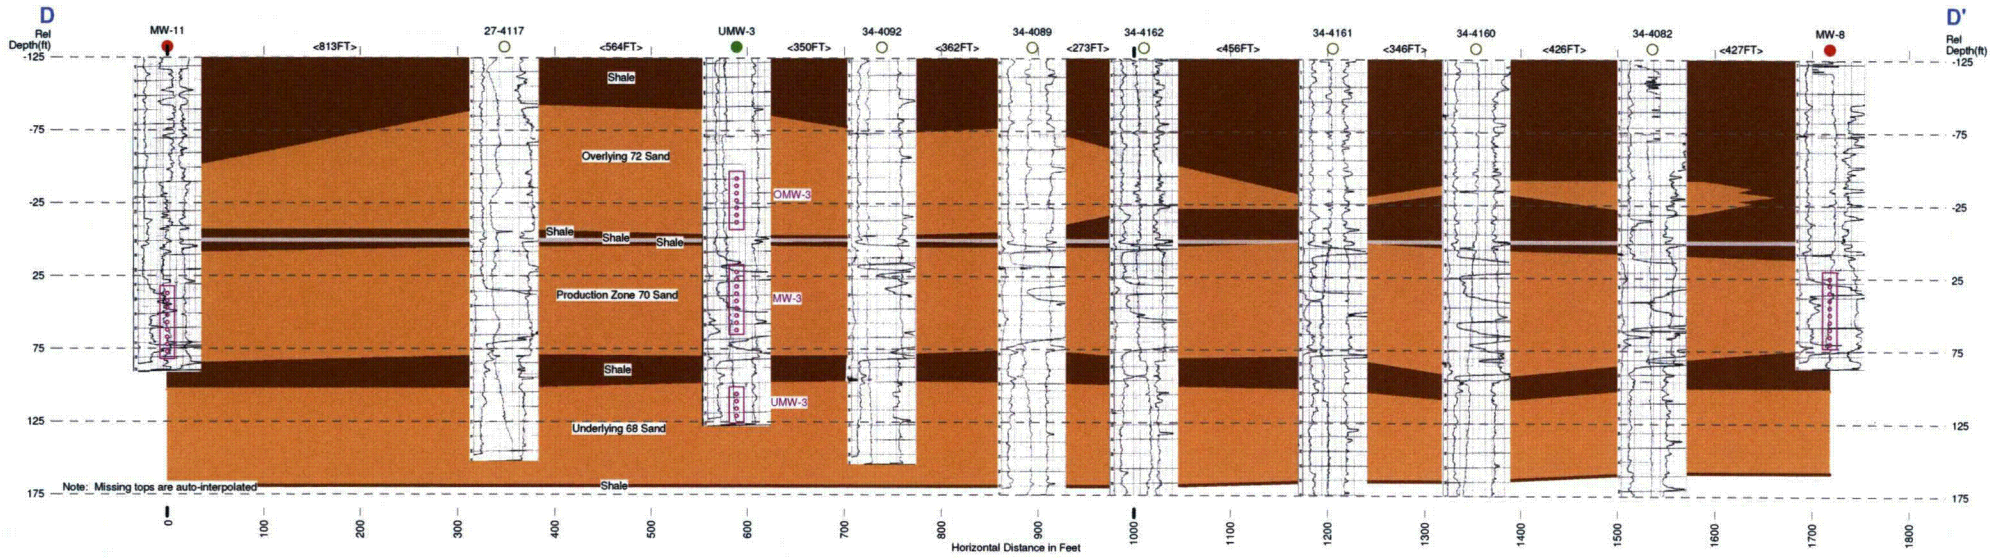 D
D'
Rel
Depth(ft)
MW-11
<813FT>
27-4117
<564FT>
UMW-3
<350FT>
34-4092
<362FT>
34-4089
<273FT>
34-4162
<456FT>
34-4161
<346FT>
34-4160
<426FT>
34-4082
<427FT>
MW-8
Rel
Depth(ft)
-125
-125
Shale
-75
-75
Overlying 72 Sand
OMW-3
-25
-25
Shale
Shale
Shale
25
25
Production Zone 70 Sand
MW-3
75
75
Shale
UMW-3
125
125
Underlying 68 Sand
Note: Missing tops are auto-interpolated
Shale
175
175
0
100
200
300
400
500
600
700
800
900
1000
1100
1200
1300
1400
1500
1600
1700
1800
Horizontal Distance in Feet